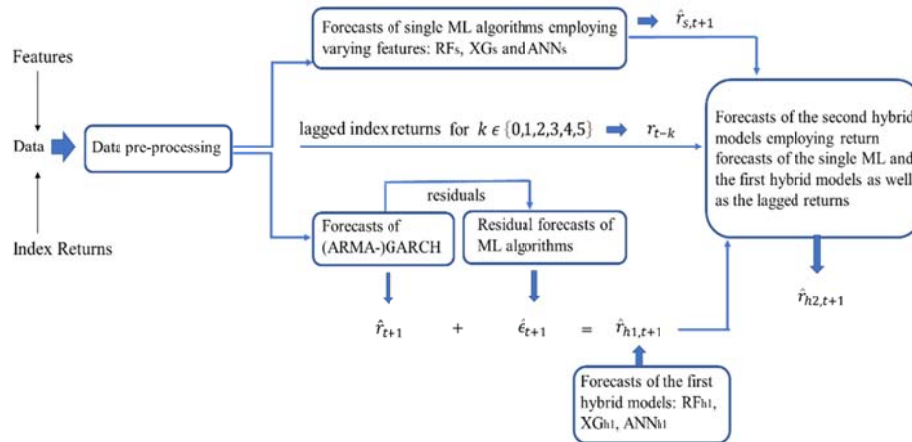 Forecasts of single ML algorithms employing
varying features: RFs, XGs and ANNs
r̂s,t+1
Features
Data
Data pre-processing
Index Returns
lagged index returns for k ϵ {0,1,2,3,4,5}
rt−k
Forecasts of the second hybrid
models employing return
forecasts of the single ML and
the first hybrid models as well
as the lagged returns
residuals
Forecasts of
(ARMA-)GARCH
Residual forecasts of
ML algorithms
r̂h2,t+1
r̂t+1 + ϵ̂t+1 = r̂h1,t+1
Forecasts of the first
hybrid models: RFh1,
XGh1, ANNh1